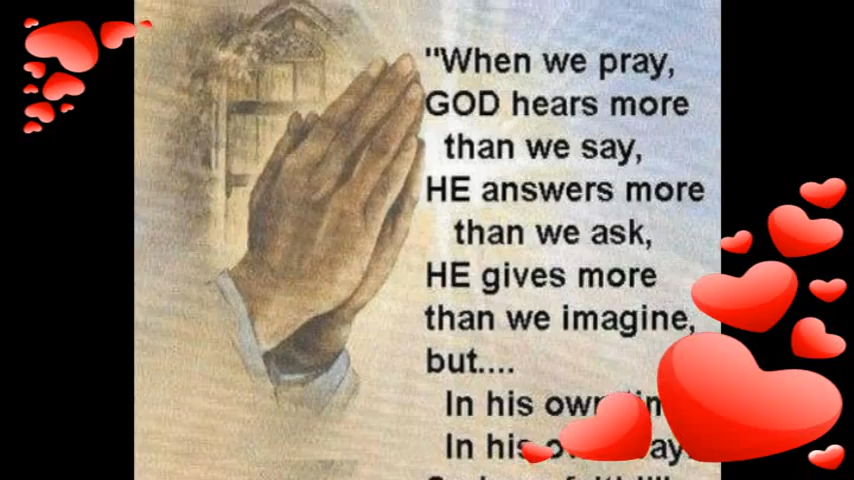 "When we pray,
GOD hears more
than we say,
HE answers more
than we ask,
HE gives more
than we imagine,
but....
In his own
In his